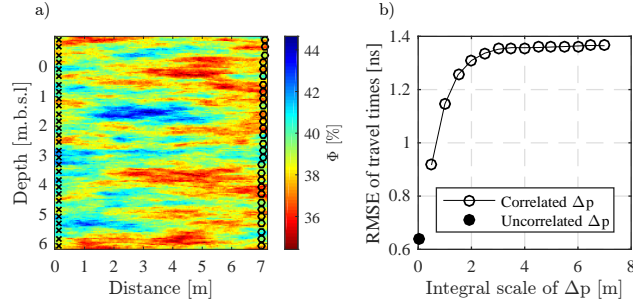 a)
Depth [m.b.s.l]
0
1
2
3
4
5
6
0 1 2 3 4 5 6 7
Distance [m]
44
42
40
38
36
Φ [%]
b)
RMSE of travel times [ns]
1.4
1.2
1
0.8
0.6
Correlated Δp
Uncorrelated Δp
0 2 4 6 8
Integral scale of Δp [m]